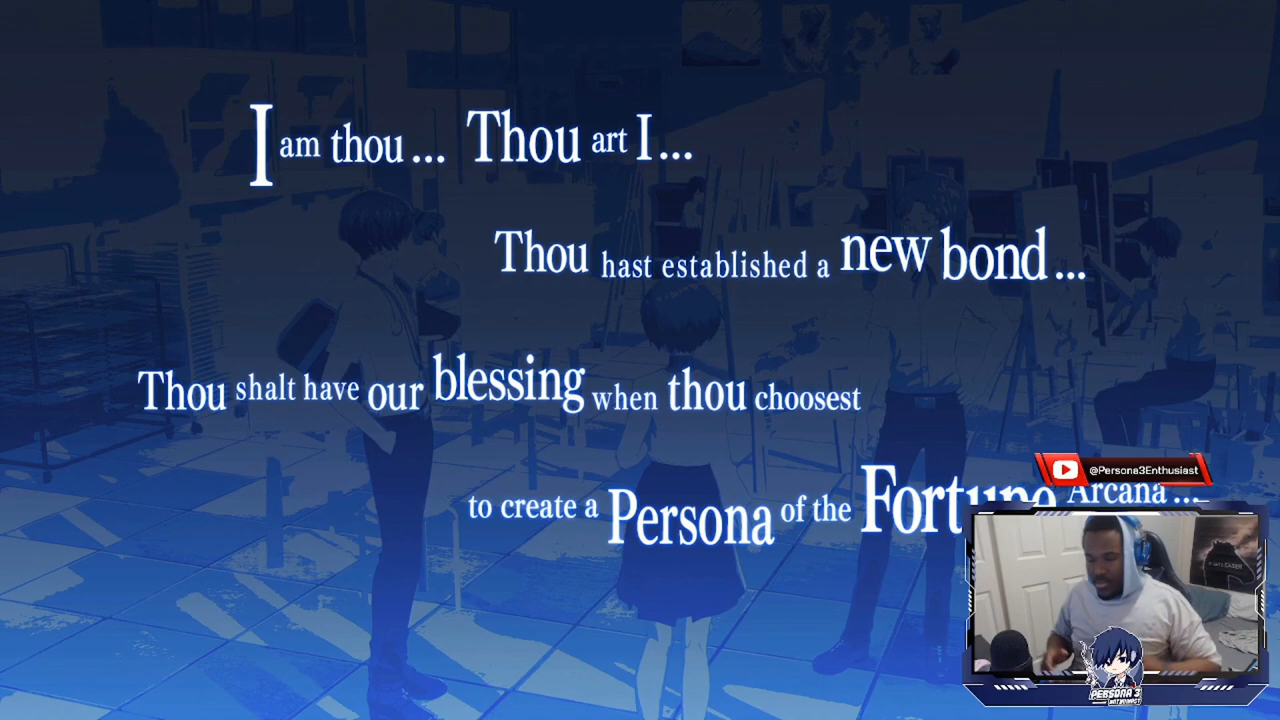 I am thou... Thou art I...
Thou hast established a new bond...
Thou shalt have our blessing when thou choosest
to create a Persona of the Fortune Arcana...
@Persona3Enthusiast
PERSONA 3